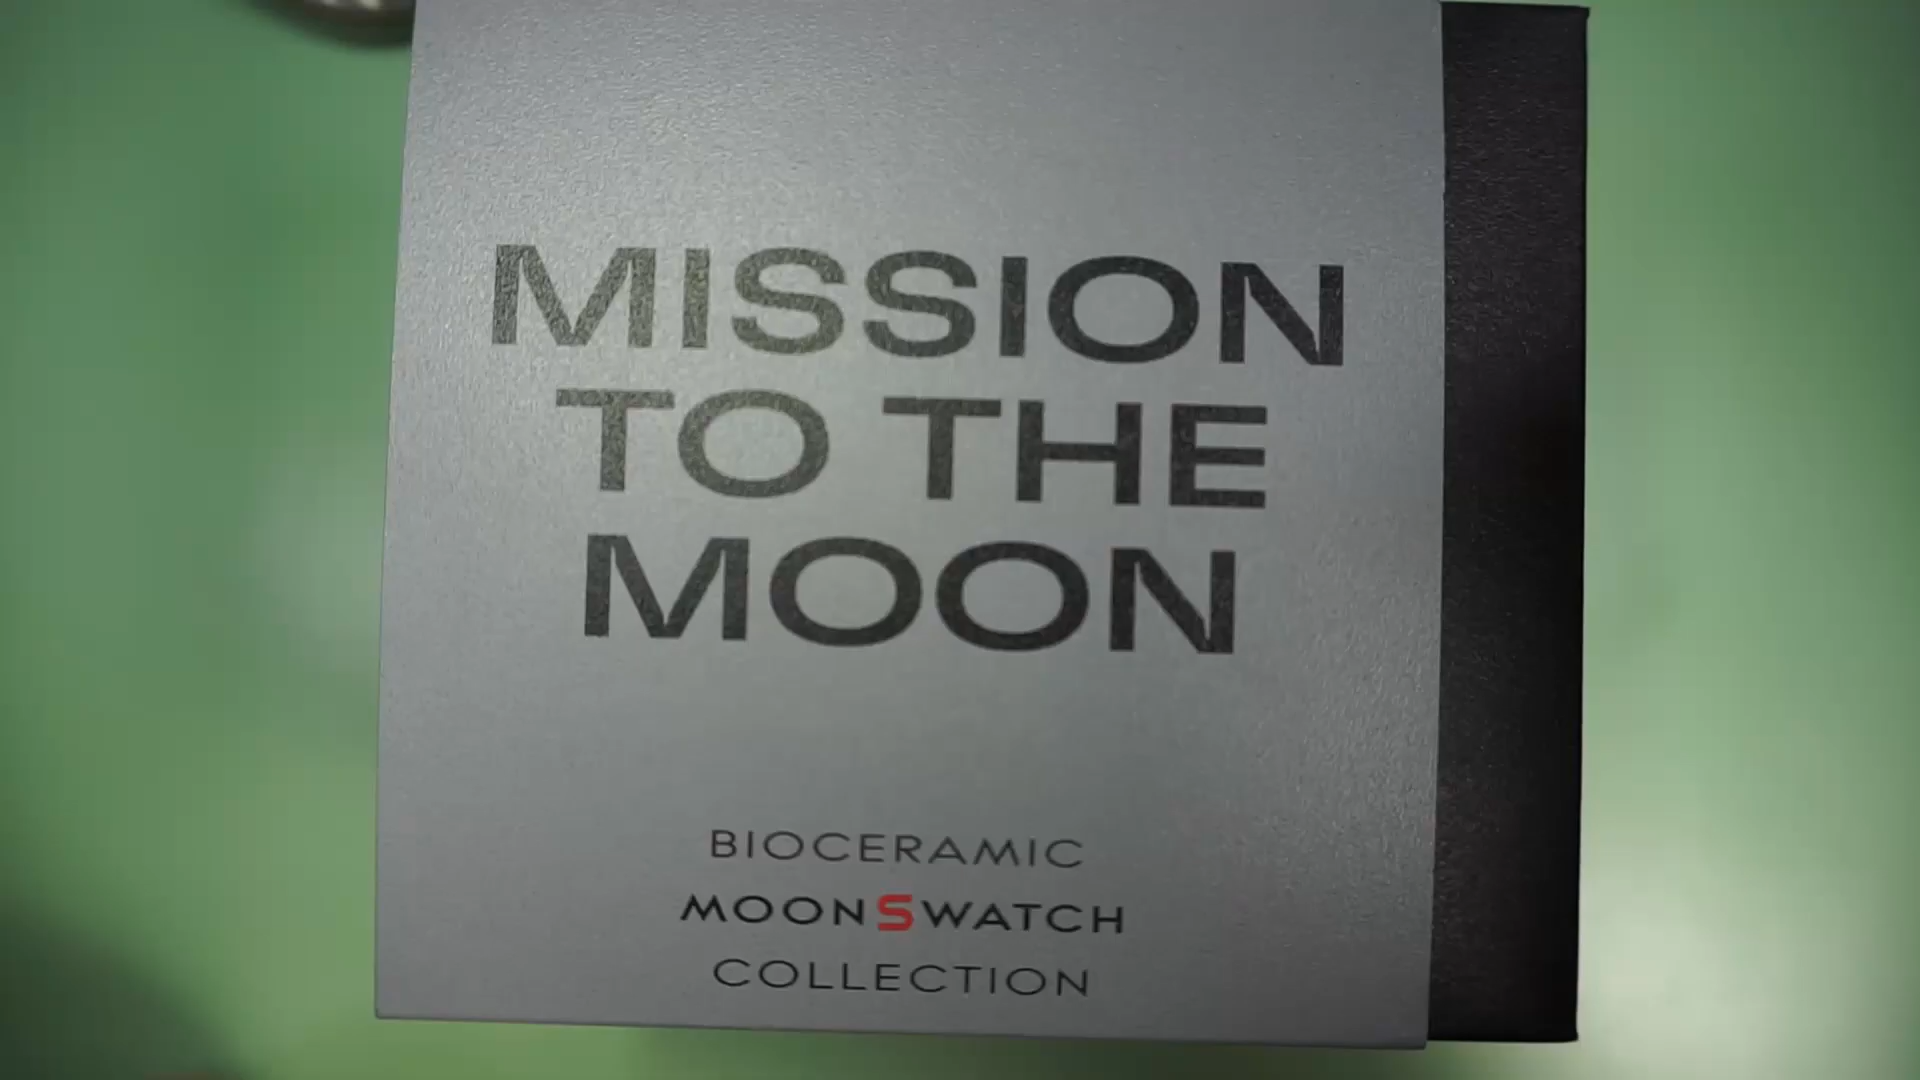 MISSION
TO THE
MOON
BIOCERAMIC
MOONSWATCH
COLLECTION